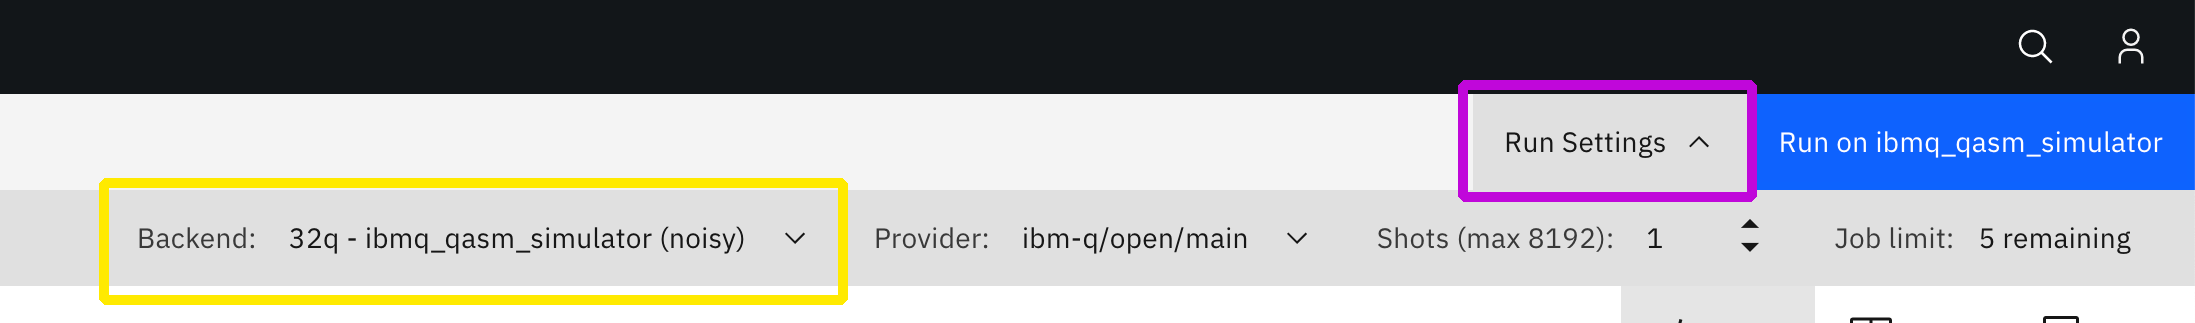 Run Settings Run on ibmq_qasm_simulator
Backend: 32q - ibmq_qasm_simulator (noisy) Provider: ibm-q/open/main Shots (max 8192): 1 Job limit: 5 remaining